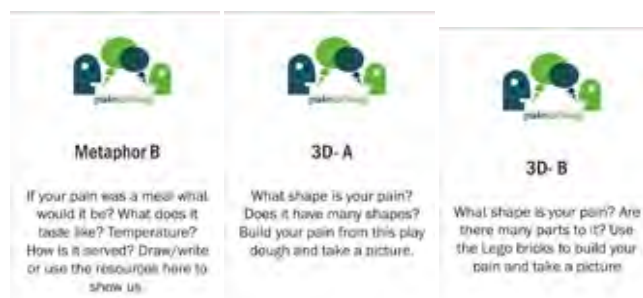 Metaphor B
If your pain was a meal what
would it be? What does it
taste like? Temperature?
How is it served? Draw/write
or use the resources here to
show us
3D- A
What shape is your pain?
Does it have many shapes?
Build your pain from this play
dough and take a picture.
3D- B
What shape is your pain? Are
there many parts to it? Use
the Lego bricks to build your
pain and take a picture